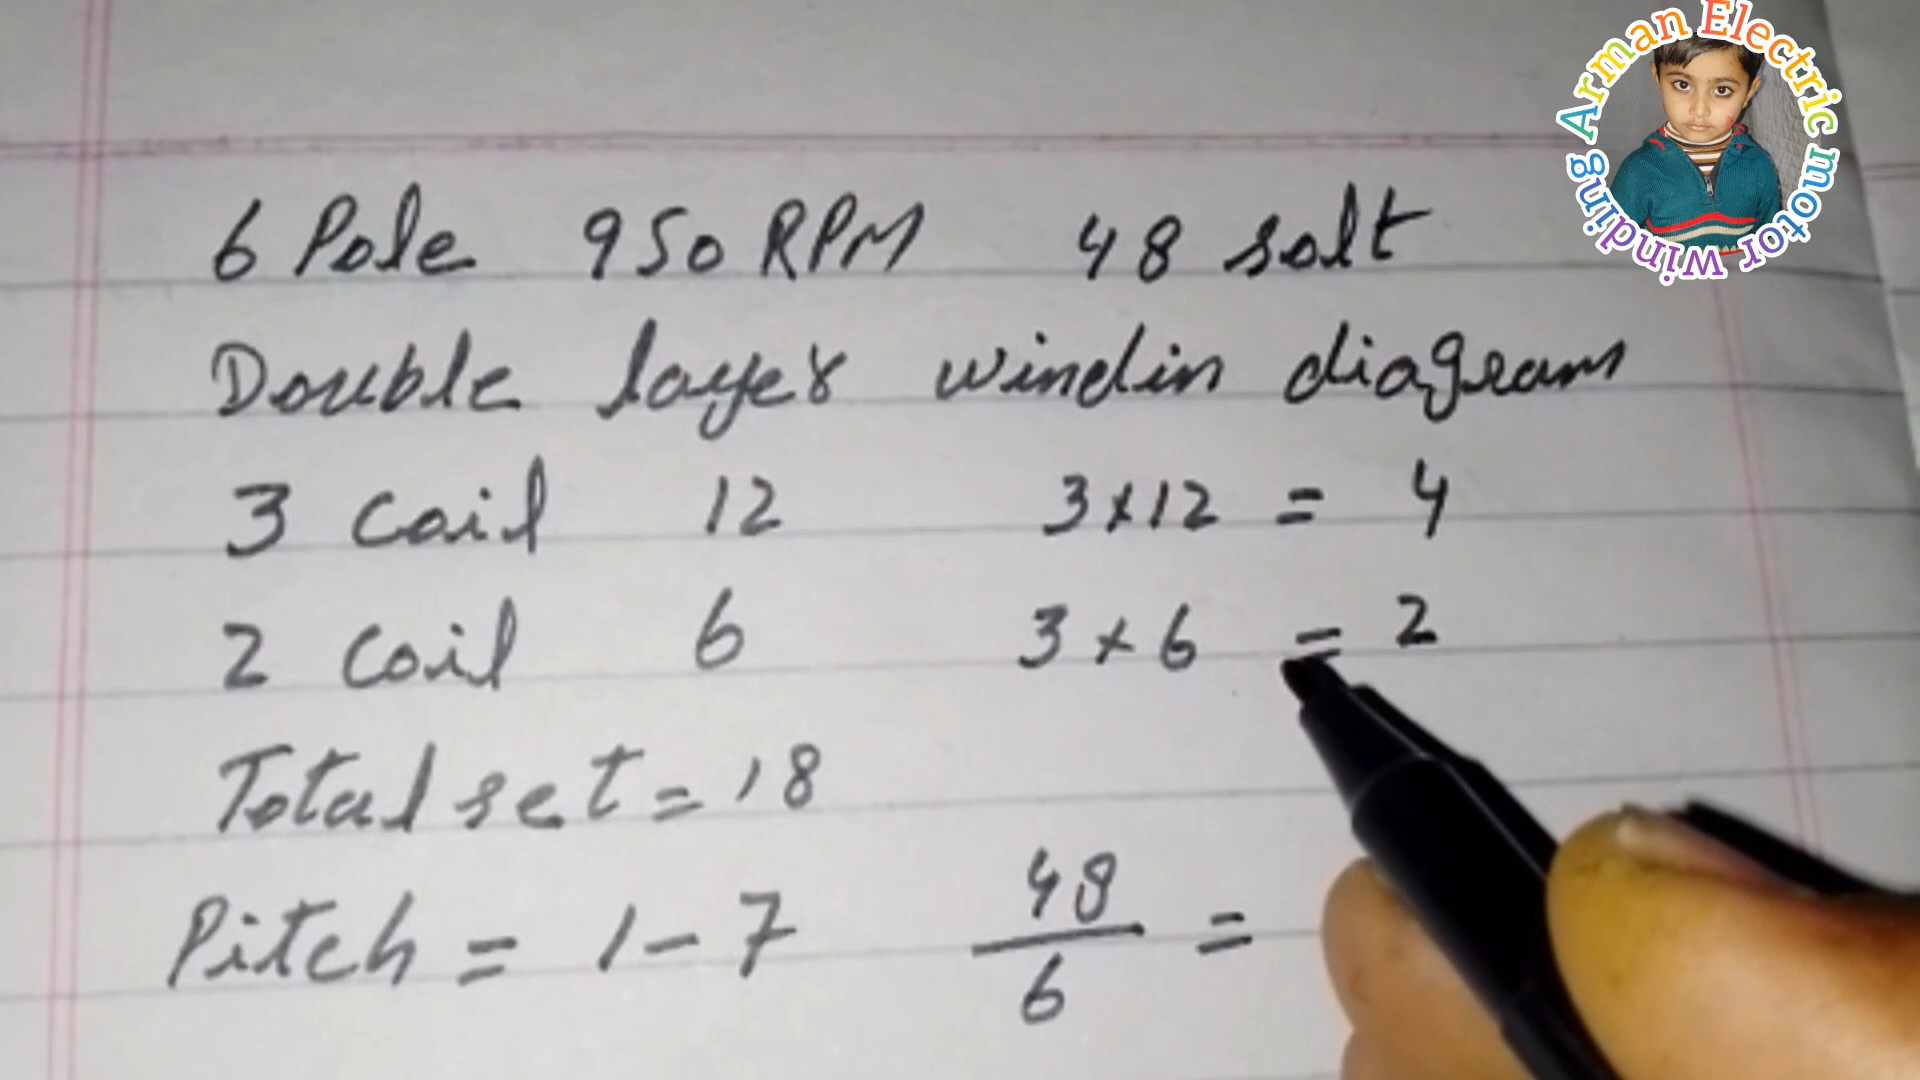 Arman Electric motor winding
6 Pole 950 RPM 48 solt
Double layer windin diagram
3 Coil 12 3x12 = 4
2 Coil 6 3x6 = 2
Total set = 18
Pitch = 1-7 48/6 =